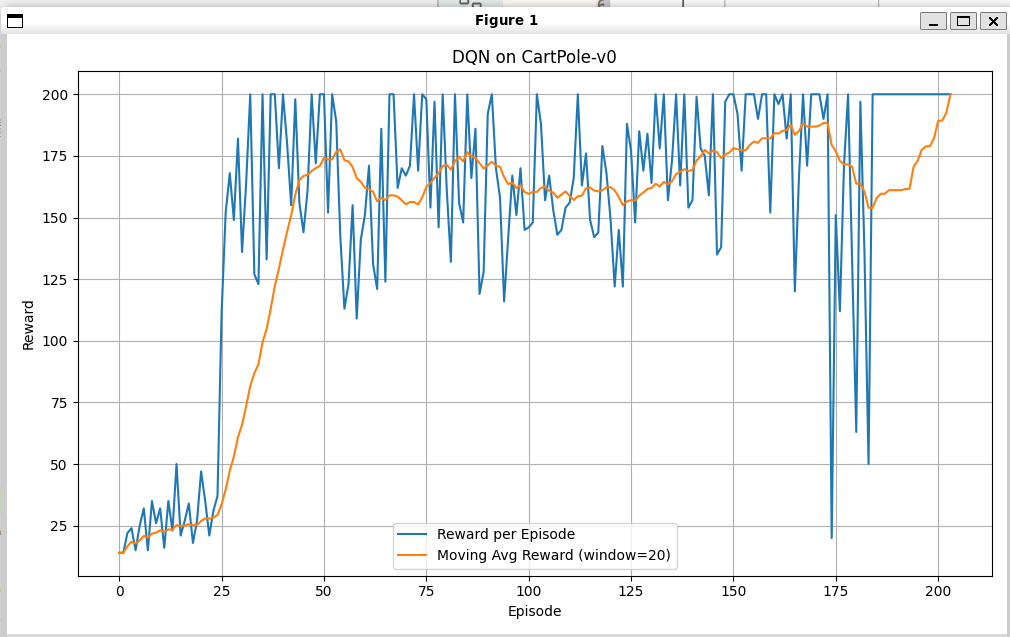 Figure 1
DQN on CartPole-v0
200
175
150
125
100
75
50
25
Reward
Reward per Episode
Moving Avg Reward (window=20)
0
25
50
75
100
125
150
175
200
Episode